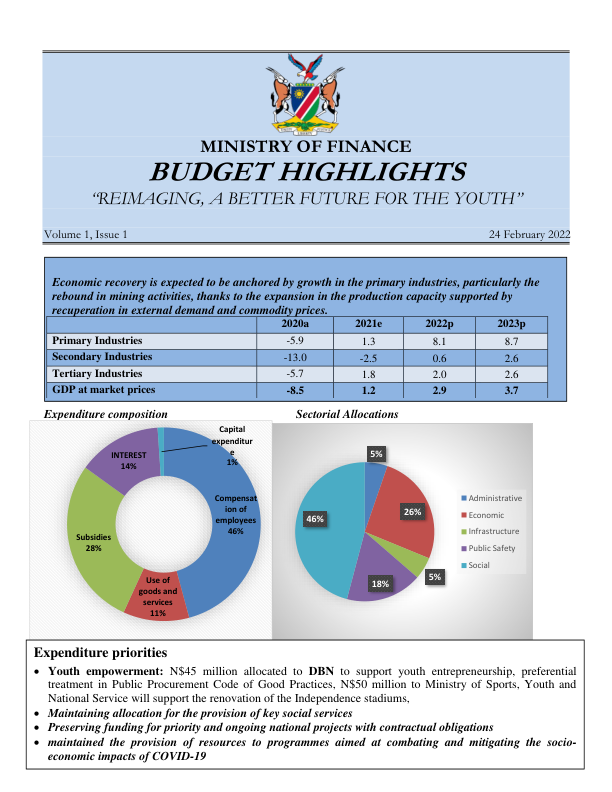 MINISTRY OF FINANCE
BUDGET HIGHLIGHTS
“REIMAGING, A BETTER FUTURE FOR THE YOUTH”
Volume 1, Issue 1 24 February 2022
Economic recovery is expected to be anchored by growth in the primary industries, particularly the
rebound in mining activities, thanks to the expansion in the production capacity supported by
recuperation in external demand and commodity prices.
2020a 2021e 2022p 2023p
Primary Industries -5.9 1.3 8.1 8.7
Secondary Industries -13.0 -2.5 0.6 2.6
Tertiary Industries -5.7 1.8 2.0 2.6
GDP at market prices -8.5 1.2 2.9 3.7
Expenditure composition Sectorial Allocations
Capital
expenditur
e
1%
INTEREST
14%
Compensat
ion of
employees
46%
Subsidies
28%
Use of
goods and
services
11%
5%
26%
5%
18%
46%
Administrative
Economic
Infrastructure
Public Safety
Social
Expenditure priorities
• Youth empowerment: N$45 million allocated to DBN to support youth entrepreneurship, preferential
treatment in Public Procurement Code of Good Practices, N$50 million to Ministry of Sports, Youth and
National Service will support the renovation of the Independence stadiums,
• Maintaining allocation for the provision of key social services
• Preserving funding for priority and ongoing national projects with contractual obligations
• maintained the provision of resources to programmes aimed at combating and mitigating the socio-
economic impacts of COVID-19